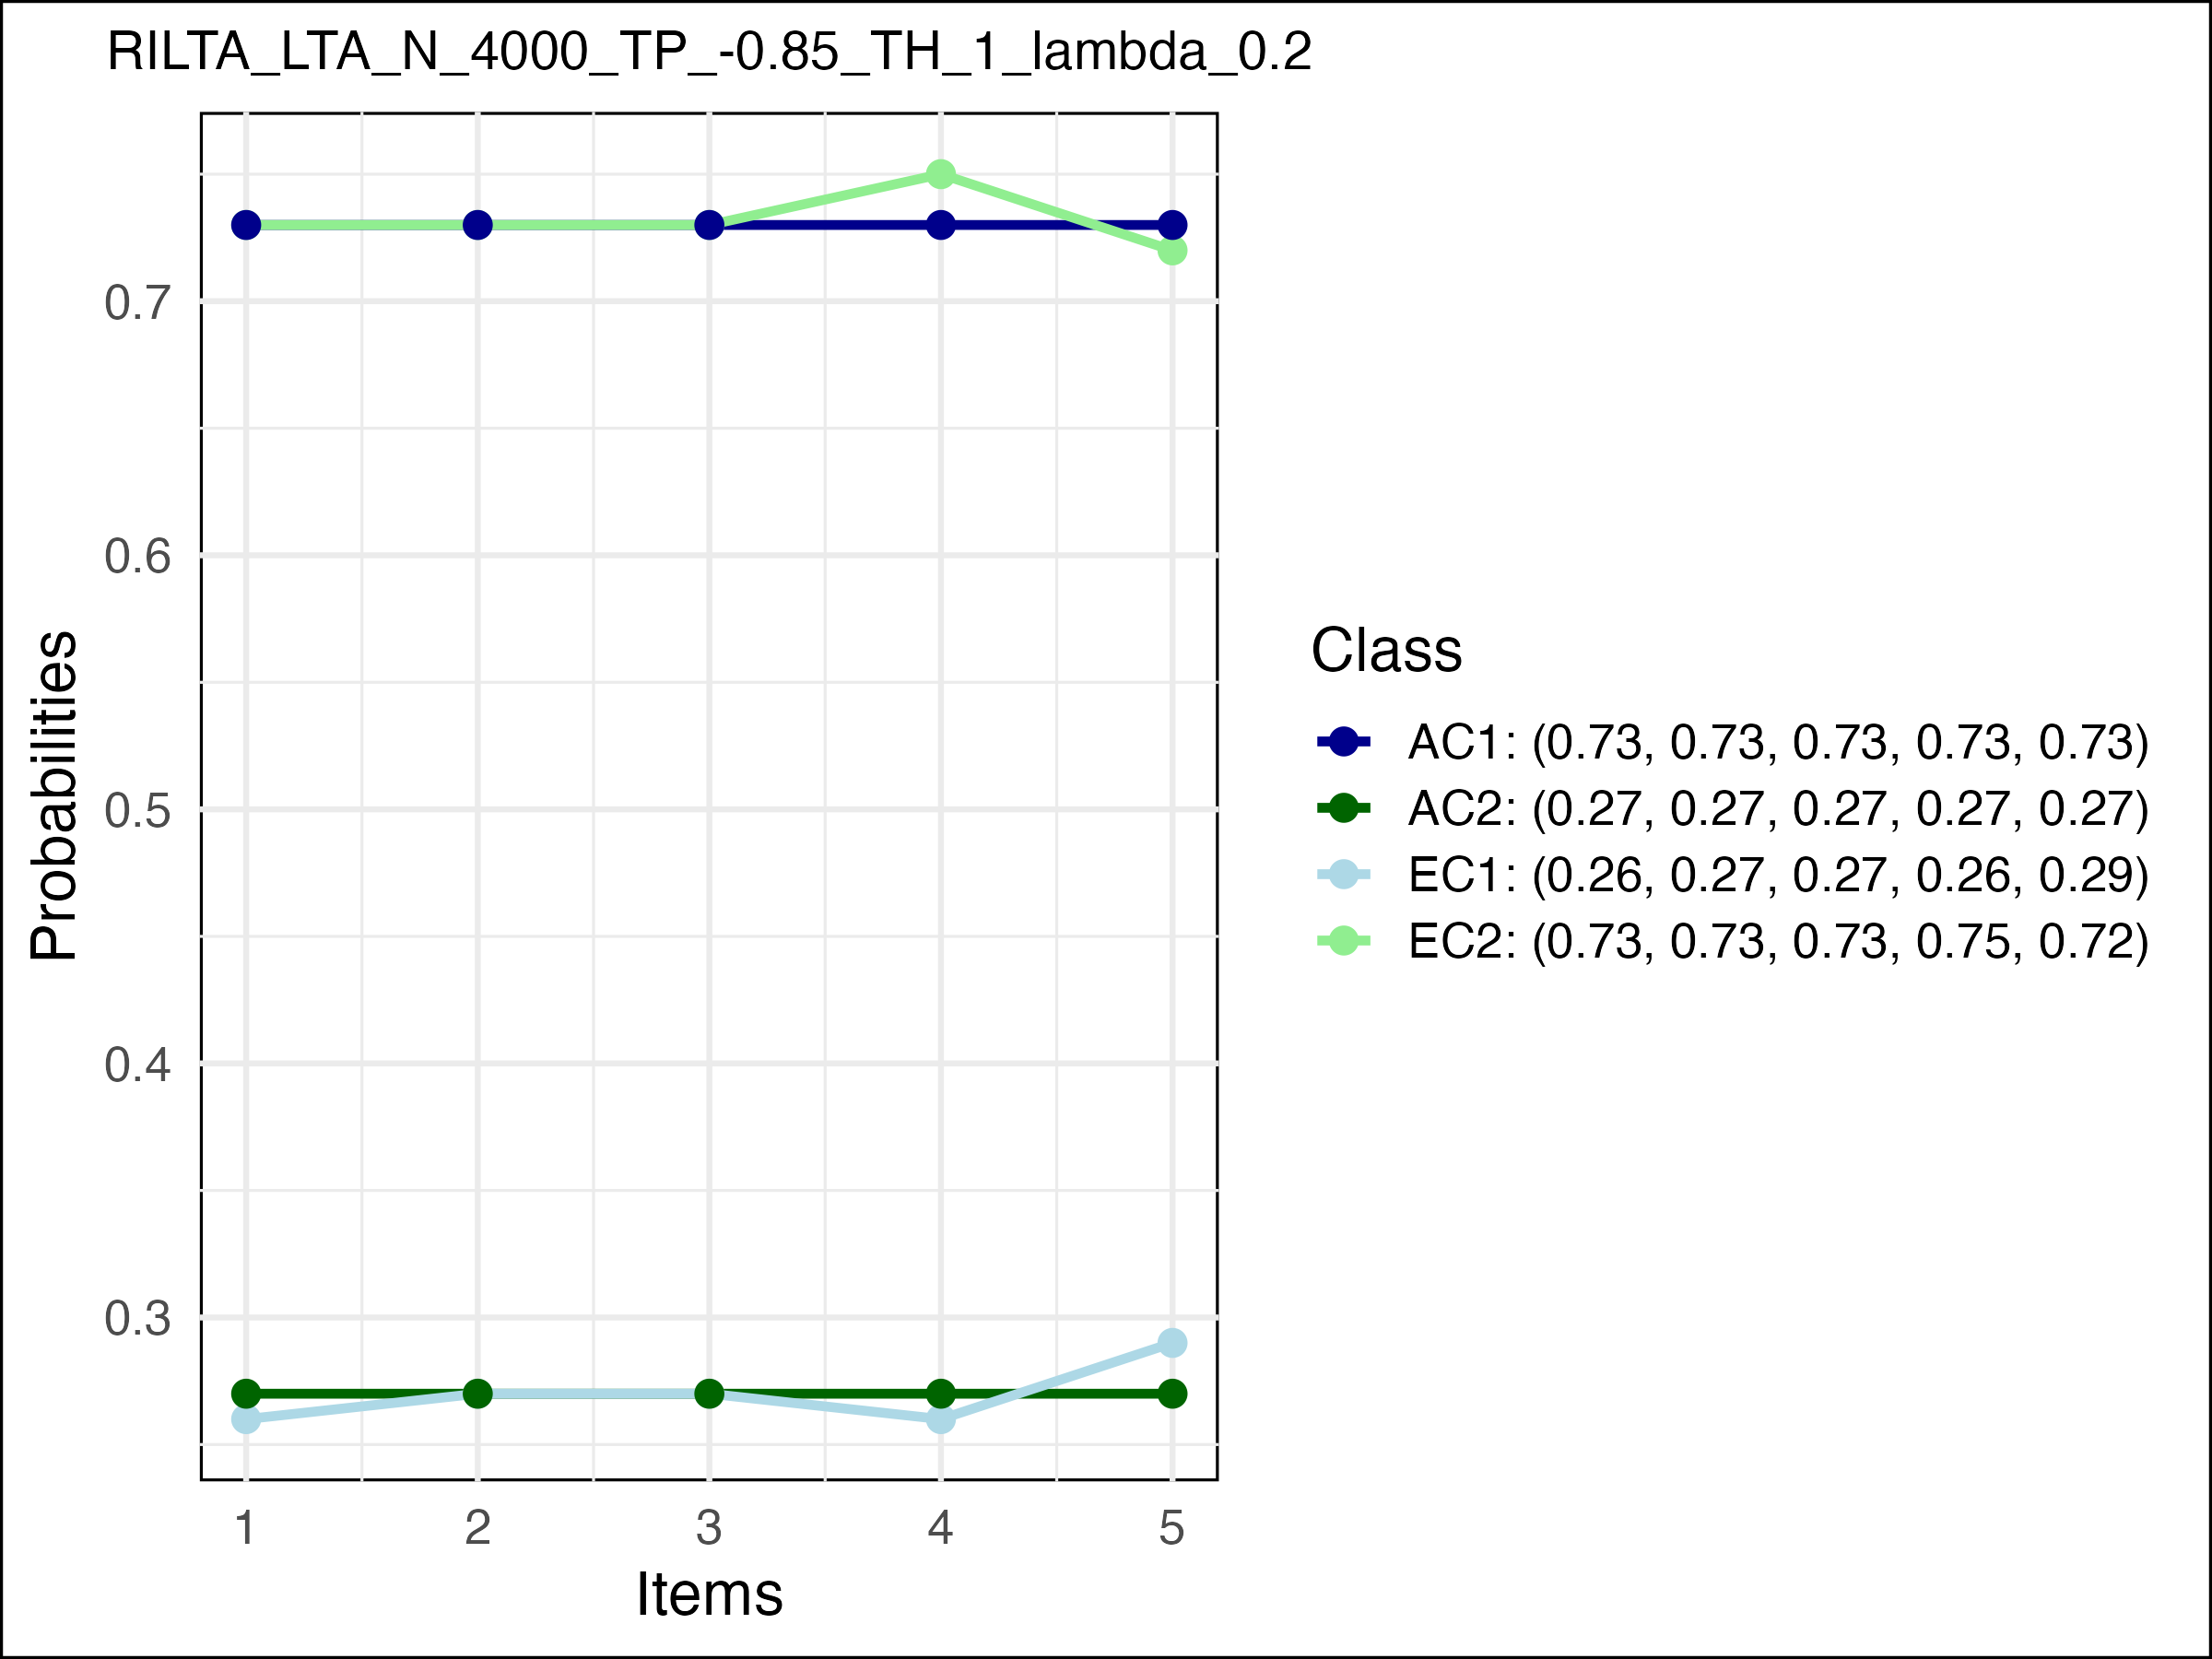 RILTA_LTA_N_4000_TP_-0.85_TH_1_lambda_0.2
Probabilities
0.7
0.6
0.5
0.4
0.3
1 2 3 4 5
Items
Class
AC1: (0.73, 0.73, 0.73, 0.73, 0.73)
AC2: (0.27, 0.27, 0.27, 0.27, 0.27)
EC1: (0.26, 0.27, 0.27, 0.26, 0.29)
EC2: (0.73, 0.73, 0.73, 0.75, 0.72)